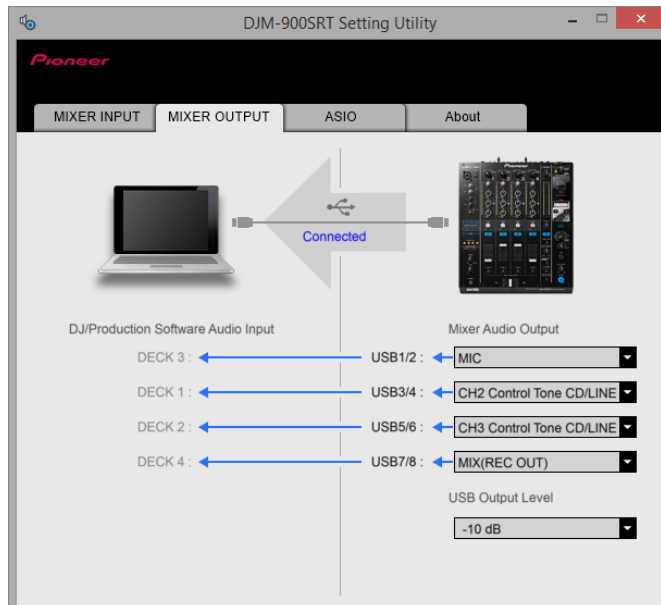 DJM-900SRT Setting Utility
Pioneer
MIXER INPUT
MIXER OUTPUT
ASIO
About
Connected
DJ/Production Software Audio Input
Mixer Audio Output
DECK 3 :
USB1/2 :
MIC
DECK 1 :
USB3/4 :
CH2 Control Tone CD/LINE
DECK 2 :
USB5/6 :
CH3 Control Tone CD/LINE
DECK 4 :
USB7/8 :
MIX(REC OUT)
USB Output Level
-10 dB